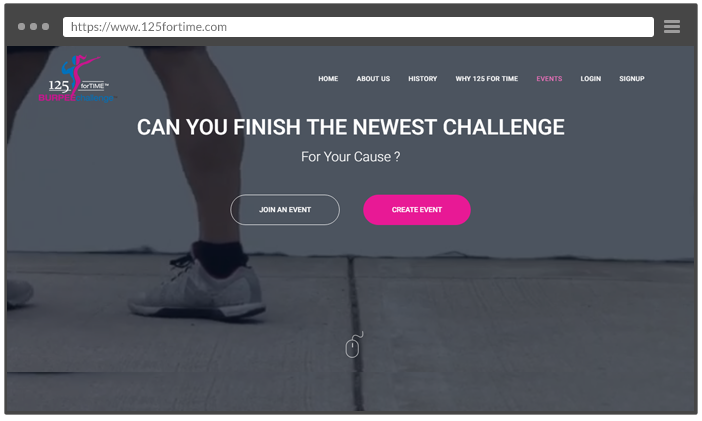 https://www.125fortime.com
125 forTIME™
HOME ABOUT US HISTORY WHY 125 FOR TIME EVENTS LOGIN SIGNUP
CAN YOU FINISH THE NEWEST CHALLENGE
For Your Cause ?
JOIN AN EVENT CREATE EVENT